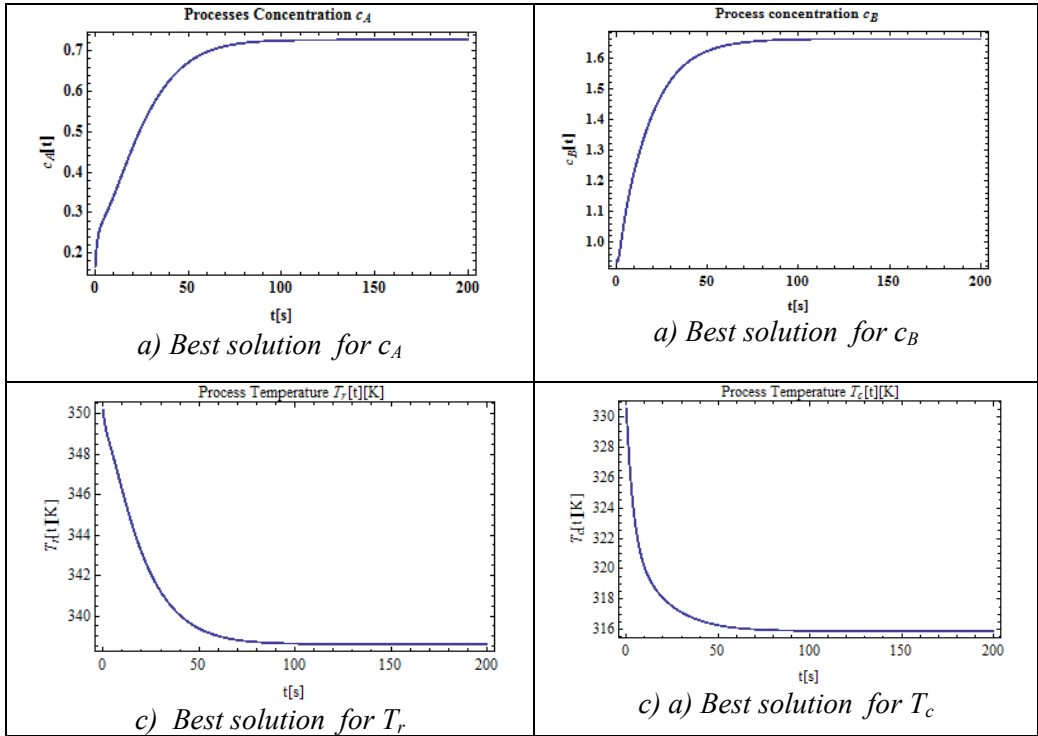 Processes Concentration c_A
c_A[t]
0.7
0.6
0.5
0.4
0.3
0.2
0 50 100 150 200
t[s]
a) Best solution for c_A
Process concentration c_B
c_B[t]
1.6
1.5
1.4
1.3
1.2
1.1
1.0
0 50 100 150 200
t[s]
a) Best solution for c_B
Process Temperature T_r[t][K]
T_r[t][K]
350
348
346
344
342
340
0 50 100 150 200
t[s]
c) Best solution for T_r
Process Temperature T_c[t][K]
T_c[t][K]
330
328
326
324
322
320
318
316
0 50 100 150 200
t[s]
c) a) Best solution for T_c